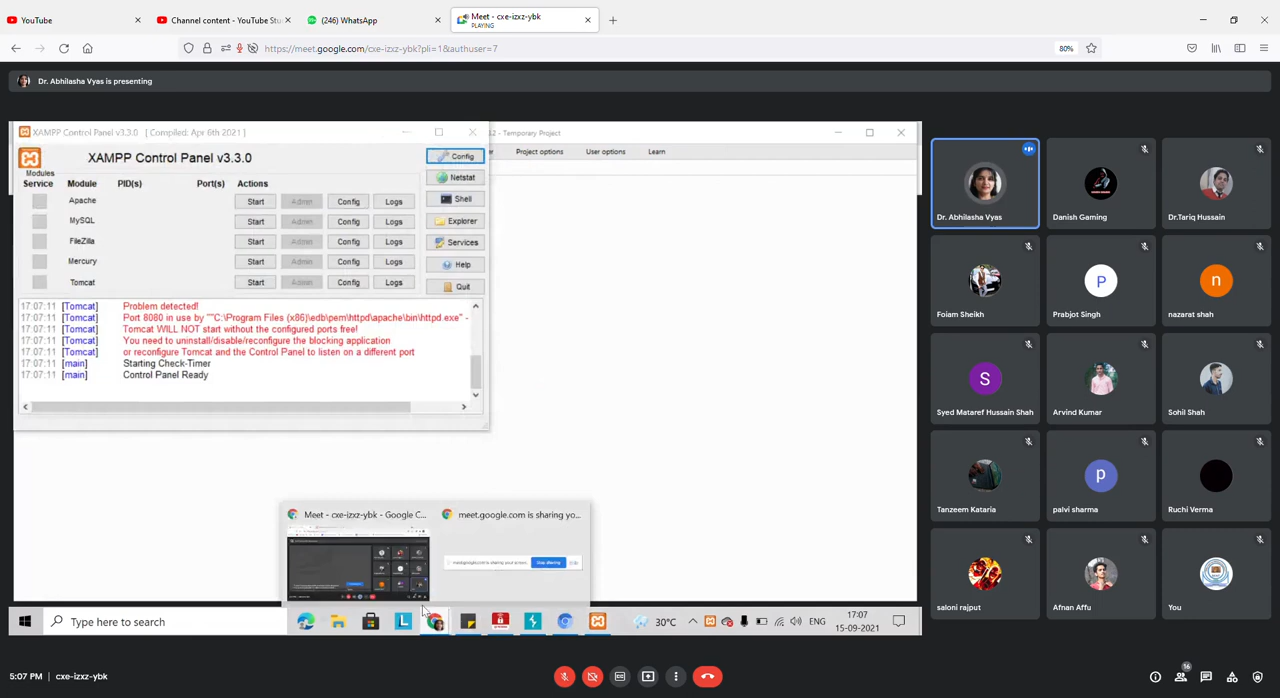 YouTube
Channel content - YouTube Stu
(246) WhatsApp
Meet - cxe-izxz-ybk
PLAYING
https://meet.google.com/cxe-izxz-ybk?pli=1&authuser=7
80%
Dr. Abhilasha Vyas is presenting
XAMPP Control Panel v3.3.0 [ Compiled: Apr 6th 2021 ]
12 - Temporary Project
Project options User options Learn
XAMPP Control Panel v3.3.0
Config
Netstat
Shell
Explorer
Services
Help
Quit
Modules
Service Module PID(s) Port(s) Actions
Apache Start Admin Config Logs
MySQL Start Admin Config Logs
FileZilla Start Admin Config Logs
Mercury Start Admin Config Logs
Tomcat Start Admin Config Logs
17:07:11 [Tomcat] Problem detected!
17:07:11 [Tomcat] Port 8080 in use by ""C:\Program Files (x86)\edb\pem\httpd\apache\bin\httpd.exe" -
17:07:11 [Tomcat] Tomcat WILL NOT start without the configured ports free!
17:07:11 [Tomcat] You need to uninstall/disable/reconfigure the blocking application
17:07:11 [Tomcat] or reconfigure Tomcat and the Control Panel to listen on a different port
17:07:11 [main] Starting Check-Timer
17:07:11 [main] Control Panel Ready
Meet - cxe-izxz-ybk - Google C...
meet.google.com is sharing yo...
Stop sharing
Type here to search
L
30°C
ENG
17:07
15-09-2021
Dr. Abhilasha Vyas
Danish Gaming
Dr.Tariq Hussain
Foiam Sheikh
P
Prabjot Singh
n
nazarat shah
S
Syed Mataref Hussain Shah
Arvind Kumar
Sohil Shah
Tanzeem Kataria
p
palvi sharma
Ruchi Verma
saloni rajput
Afnan Affu
You
5:07 PM | cxe-izxz-ybk
16